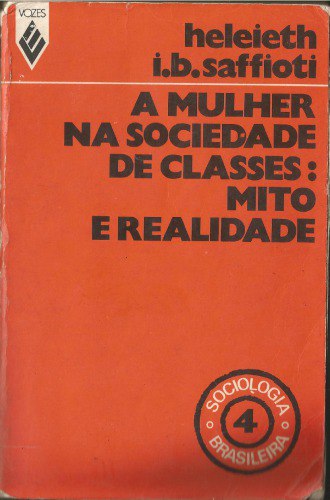 VOZES
heleieth
i.b.saffioti
A MULHER
NA SOCIEDADE
DE CLASSES:
MITO
E REALIDADE
SOCIOLOGIA
4
BRASILEIRA